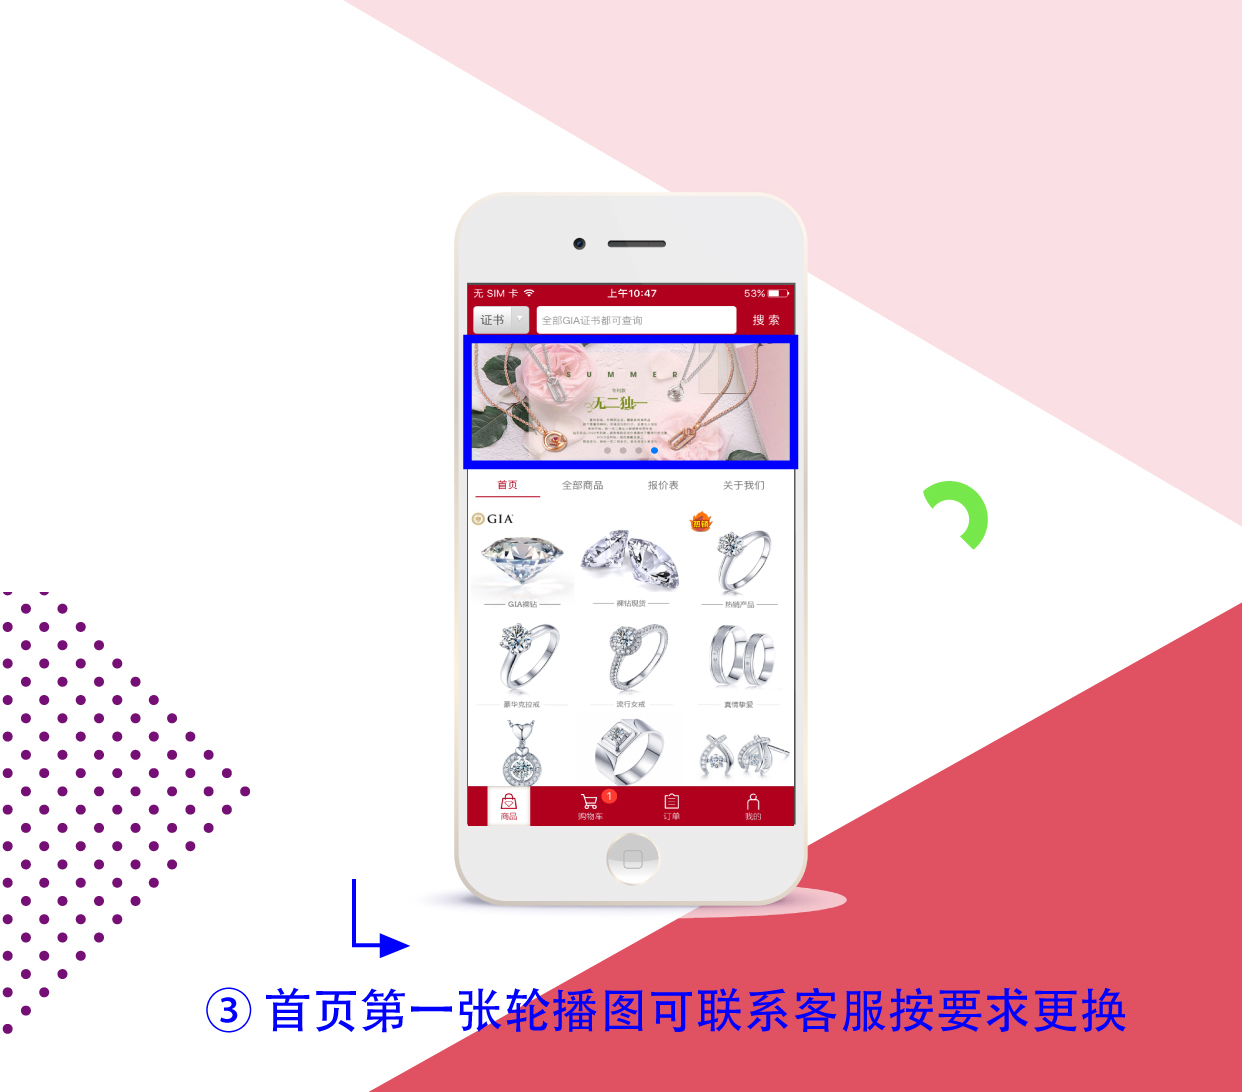 无 SIM 卡
上午10:47
53%
证书
全部GIA证书都可查询
搜 索
SUMMER
无二独一
首页
全部商品
报价表
关于我们
GIA
热销
GIA裸钻
裸钻现货
热销产品
豪华克拉戒
流行女戒
真情挚爱
商品
购物车
1
订单
我的
③ 首页第一张轮播图可联系客服按要求更换